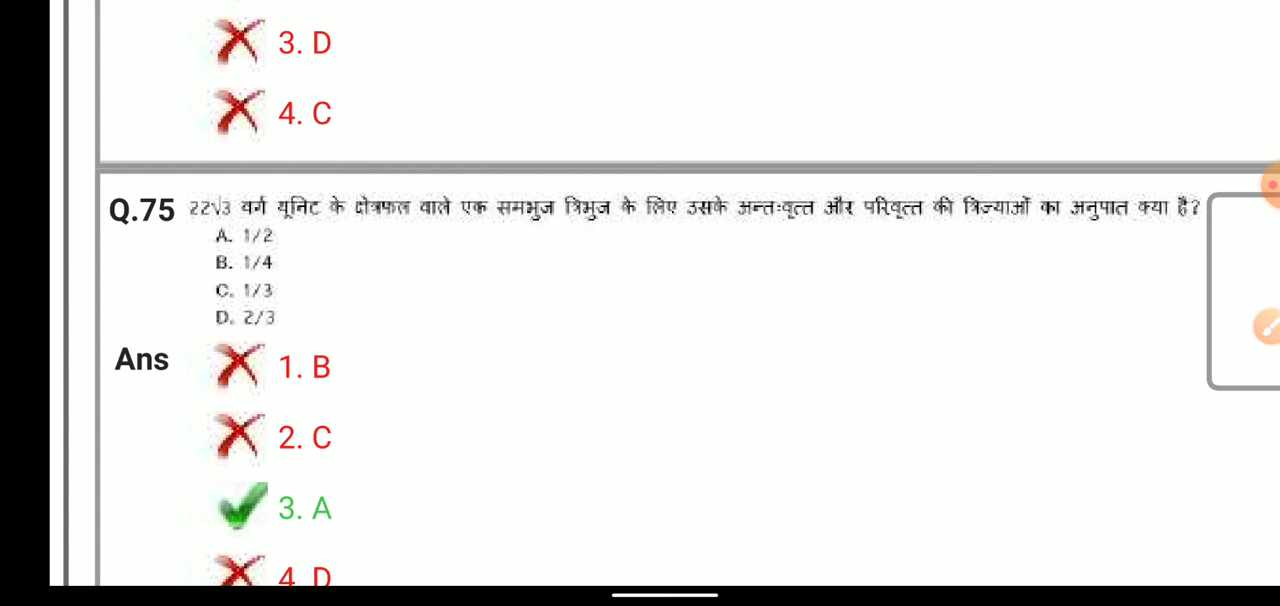 3. D
4. C
Q.75 22√3 वर्ग यूनिट के क्षेत्रफल वाले एक समभुज त्रिभुज के लिए उसके अन्तःवृत्त और परिवृत्त की त्रिज्याओं का अनुपात क्या है?
A. 1/2
B. 1/4
C. 1/3
D. 2/3
Ans 1. B
2. C
3. A
4. D